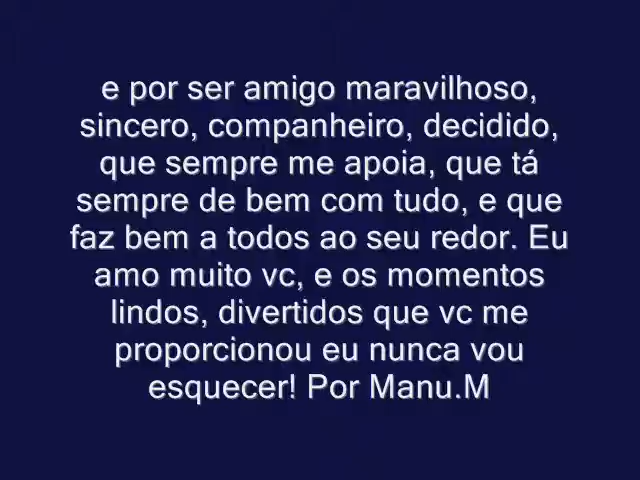 e por ser amigo maravilhoso,
sincero, companheiro, decidido,
que sempre me apoia, que tá
sempre de bem com tudo, e que
faz bem a todos ao seu redor. Eu
amo muito vc, e os momentos
lindos, divertidos que vc me
proporcionou eu nunca vou
esquecer! Por Manu.M